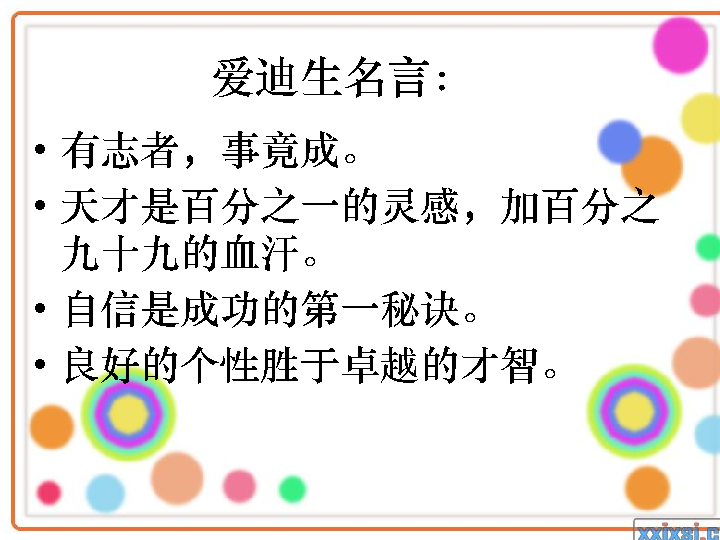 爱迪生名言：
• 有志者，事竟成。
• 天才是百分之一的灵感，加百分之
九十九的血汗。
• 自信是成功的第一秘诀。
• 良好的个性胜于卓越的才智。